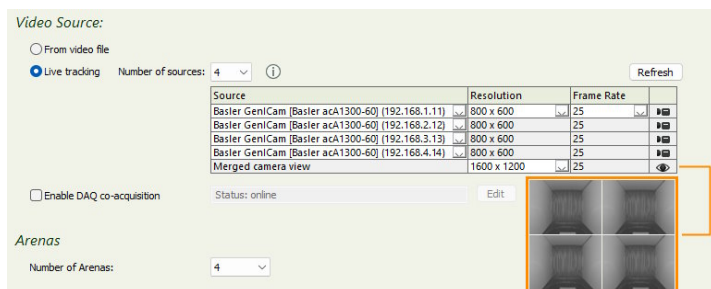 Video Source:
From video file
Live tracking Number of sources: 4 i Refresh
Source Resolution Frame Rate
Basler GenICam [Basler acA1300-60] (192.168.1.11) 800 x 600 25
Basler GenICam [Basler acA1300-60] (192.168.2.12) 800 x 600 25
Basler GenICam [Basler acA1300-60] (192.168.3.13) 800 x 600 25
Basler GenICam [Basler acA1300-60] (192.168.4.14) 800 x 600 25
Merged camera view 1600 x 1200 25
Enable DAQ co-acquisition Status: online Edit
Arenas
Number of Arenas: 4